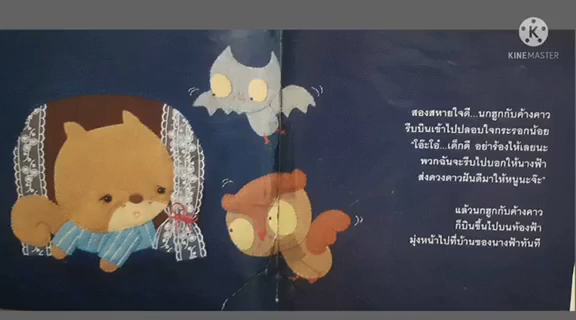 K
KINEMASTER
สองสหายใจดี...นกฮูกกับค้างคาว
รีบบินเข้าไปปลอบใจกระรอกน้อย
"โอ๊ะโอ๋...เด็กดี อย่าร้องไห้เลยนะ
พวกฉันจะรีบไปบอกให้นางฟ้า
ส่งดวงดาวฝันดีมาให้หนูนะจ๊ะ"
แล้วนกฮูกกับค้างคาว
ก็บินขึ้นไปบนท้องฟ้า
มุ่งหน้าไปที่บ้านของนางฟ้าทันที